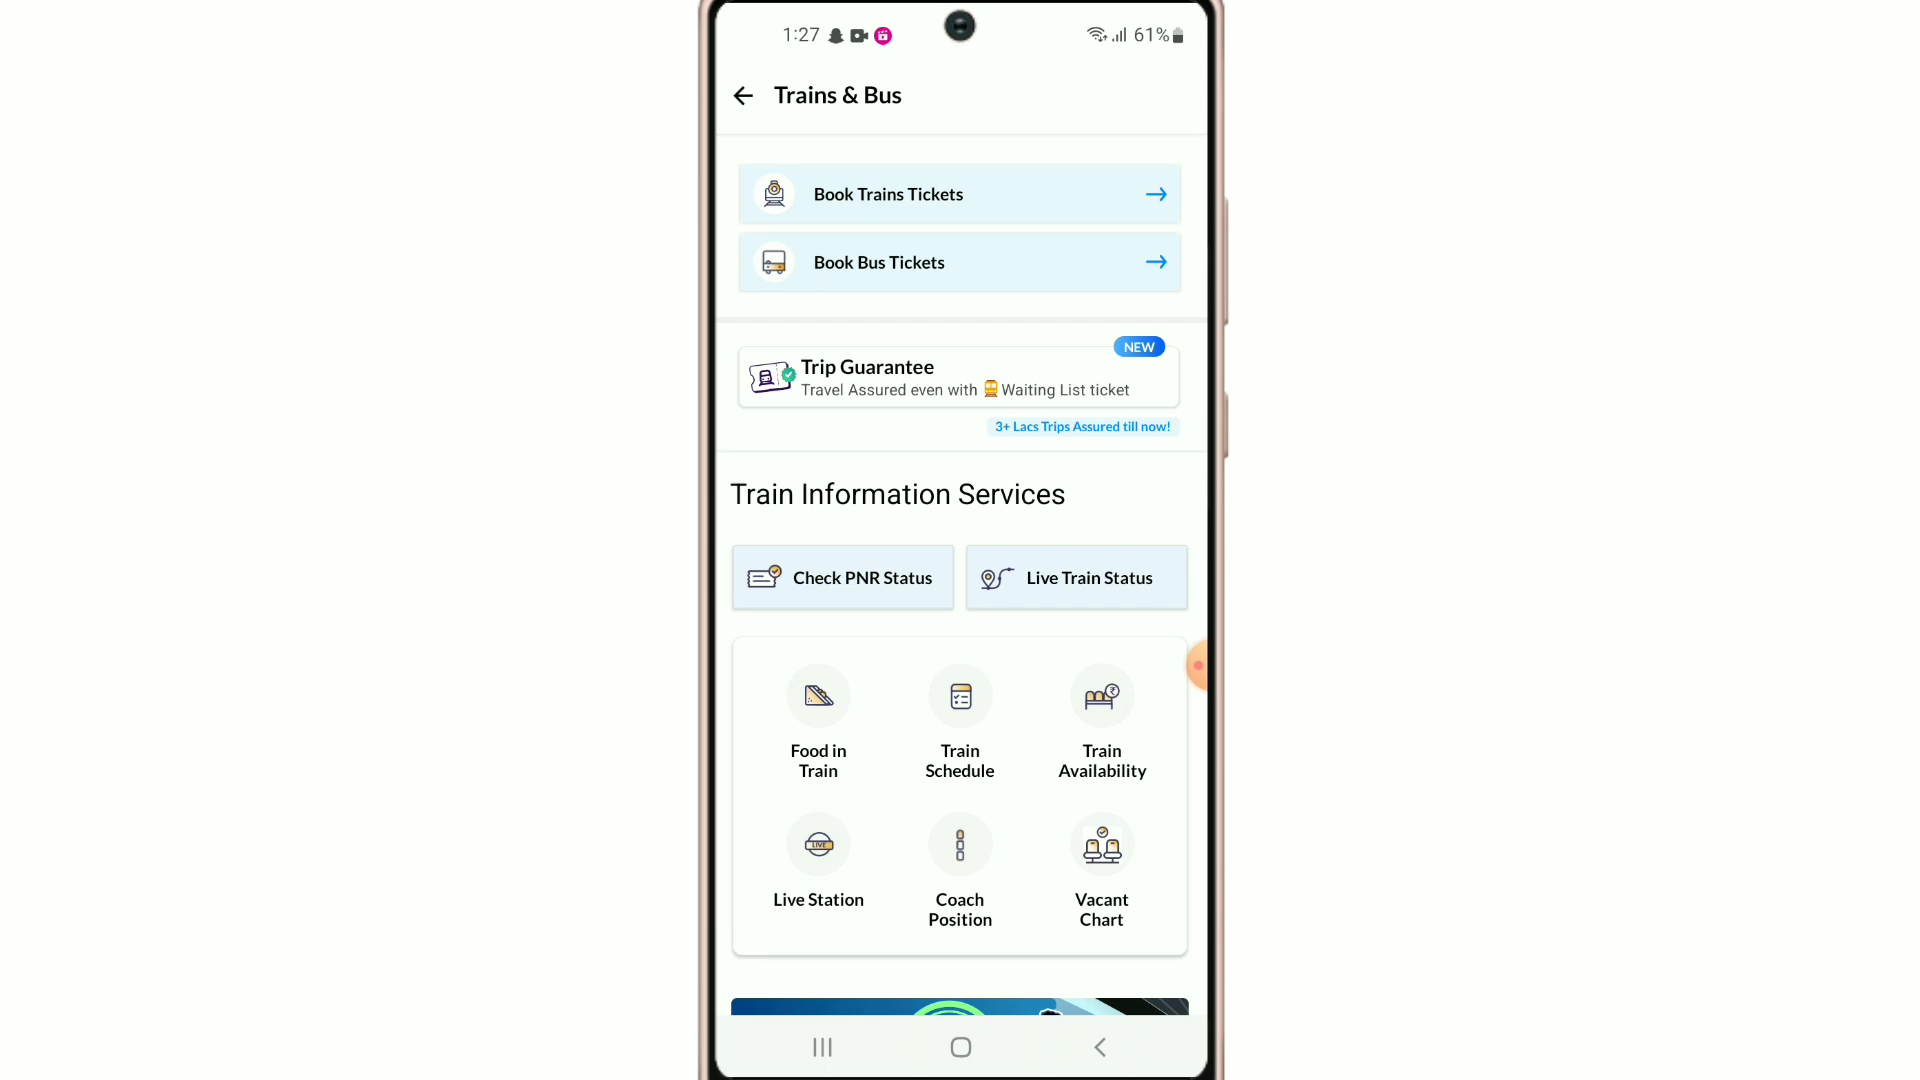 1:27 61%
Trains & Bus
Book Trains Tickets
Book Bus Tickets
NEW
Trip Guarantee
Travel Assured even with Waiting List ticket
3+ Lacs Trips Assured till now!
Train Information Services
Check PNR Status
Live Train Status
Food in
Train
Train
Schedule
Train
Availability
LIVE
Live Station
Coach
Position
Vacant
Chart